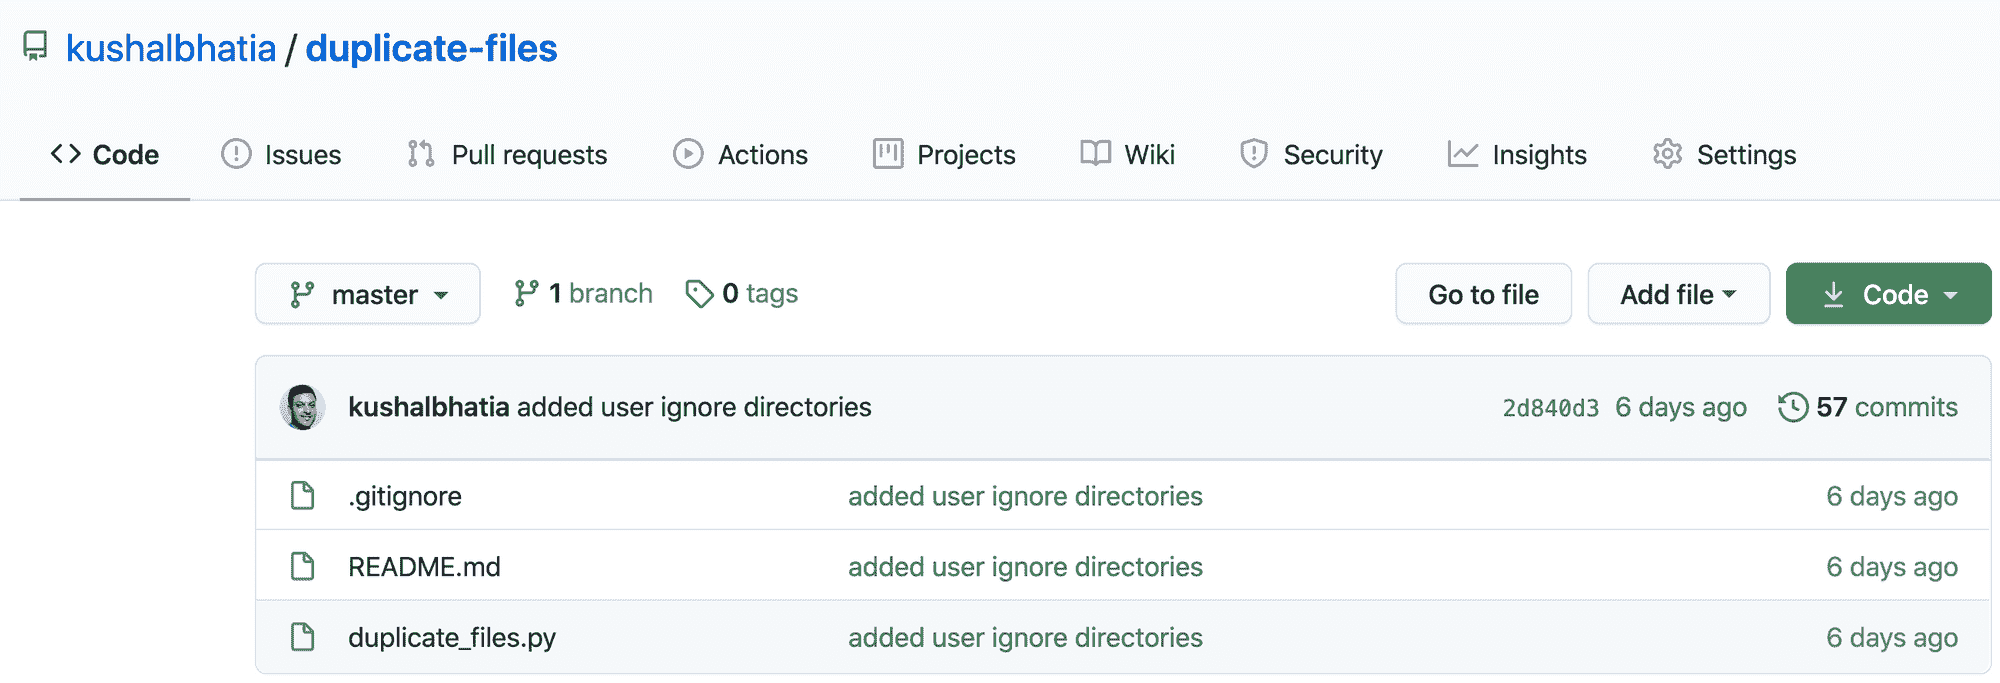 kushalbhatia / duplicate-files
Code Issues Pull requests Actions Projects Wiki Security Insights Settings
master 1 branch 0 tags Go to file Add file Code
kushalbhatia added user ignore directories 2d840d3 6 days ago 57 commits
.gitignore added user ignore directories 6 days ago
README.md added user ignore directories 6 days ago
duplicate_files.py added user ignore directories 6 days ago